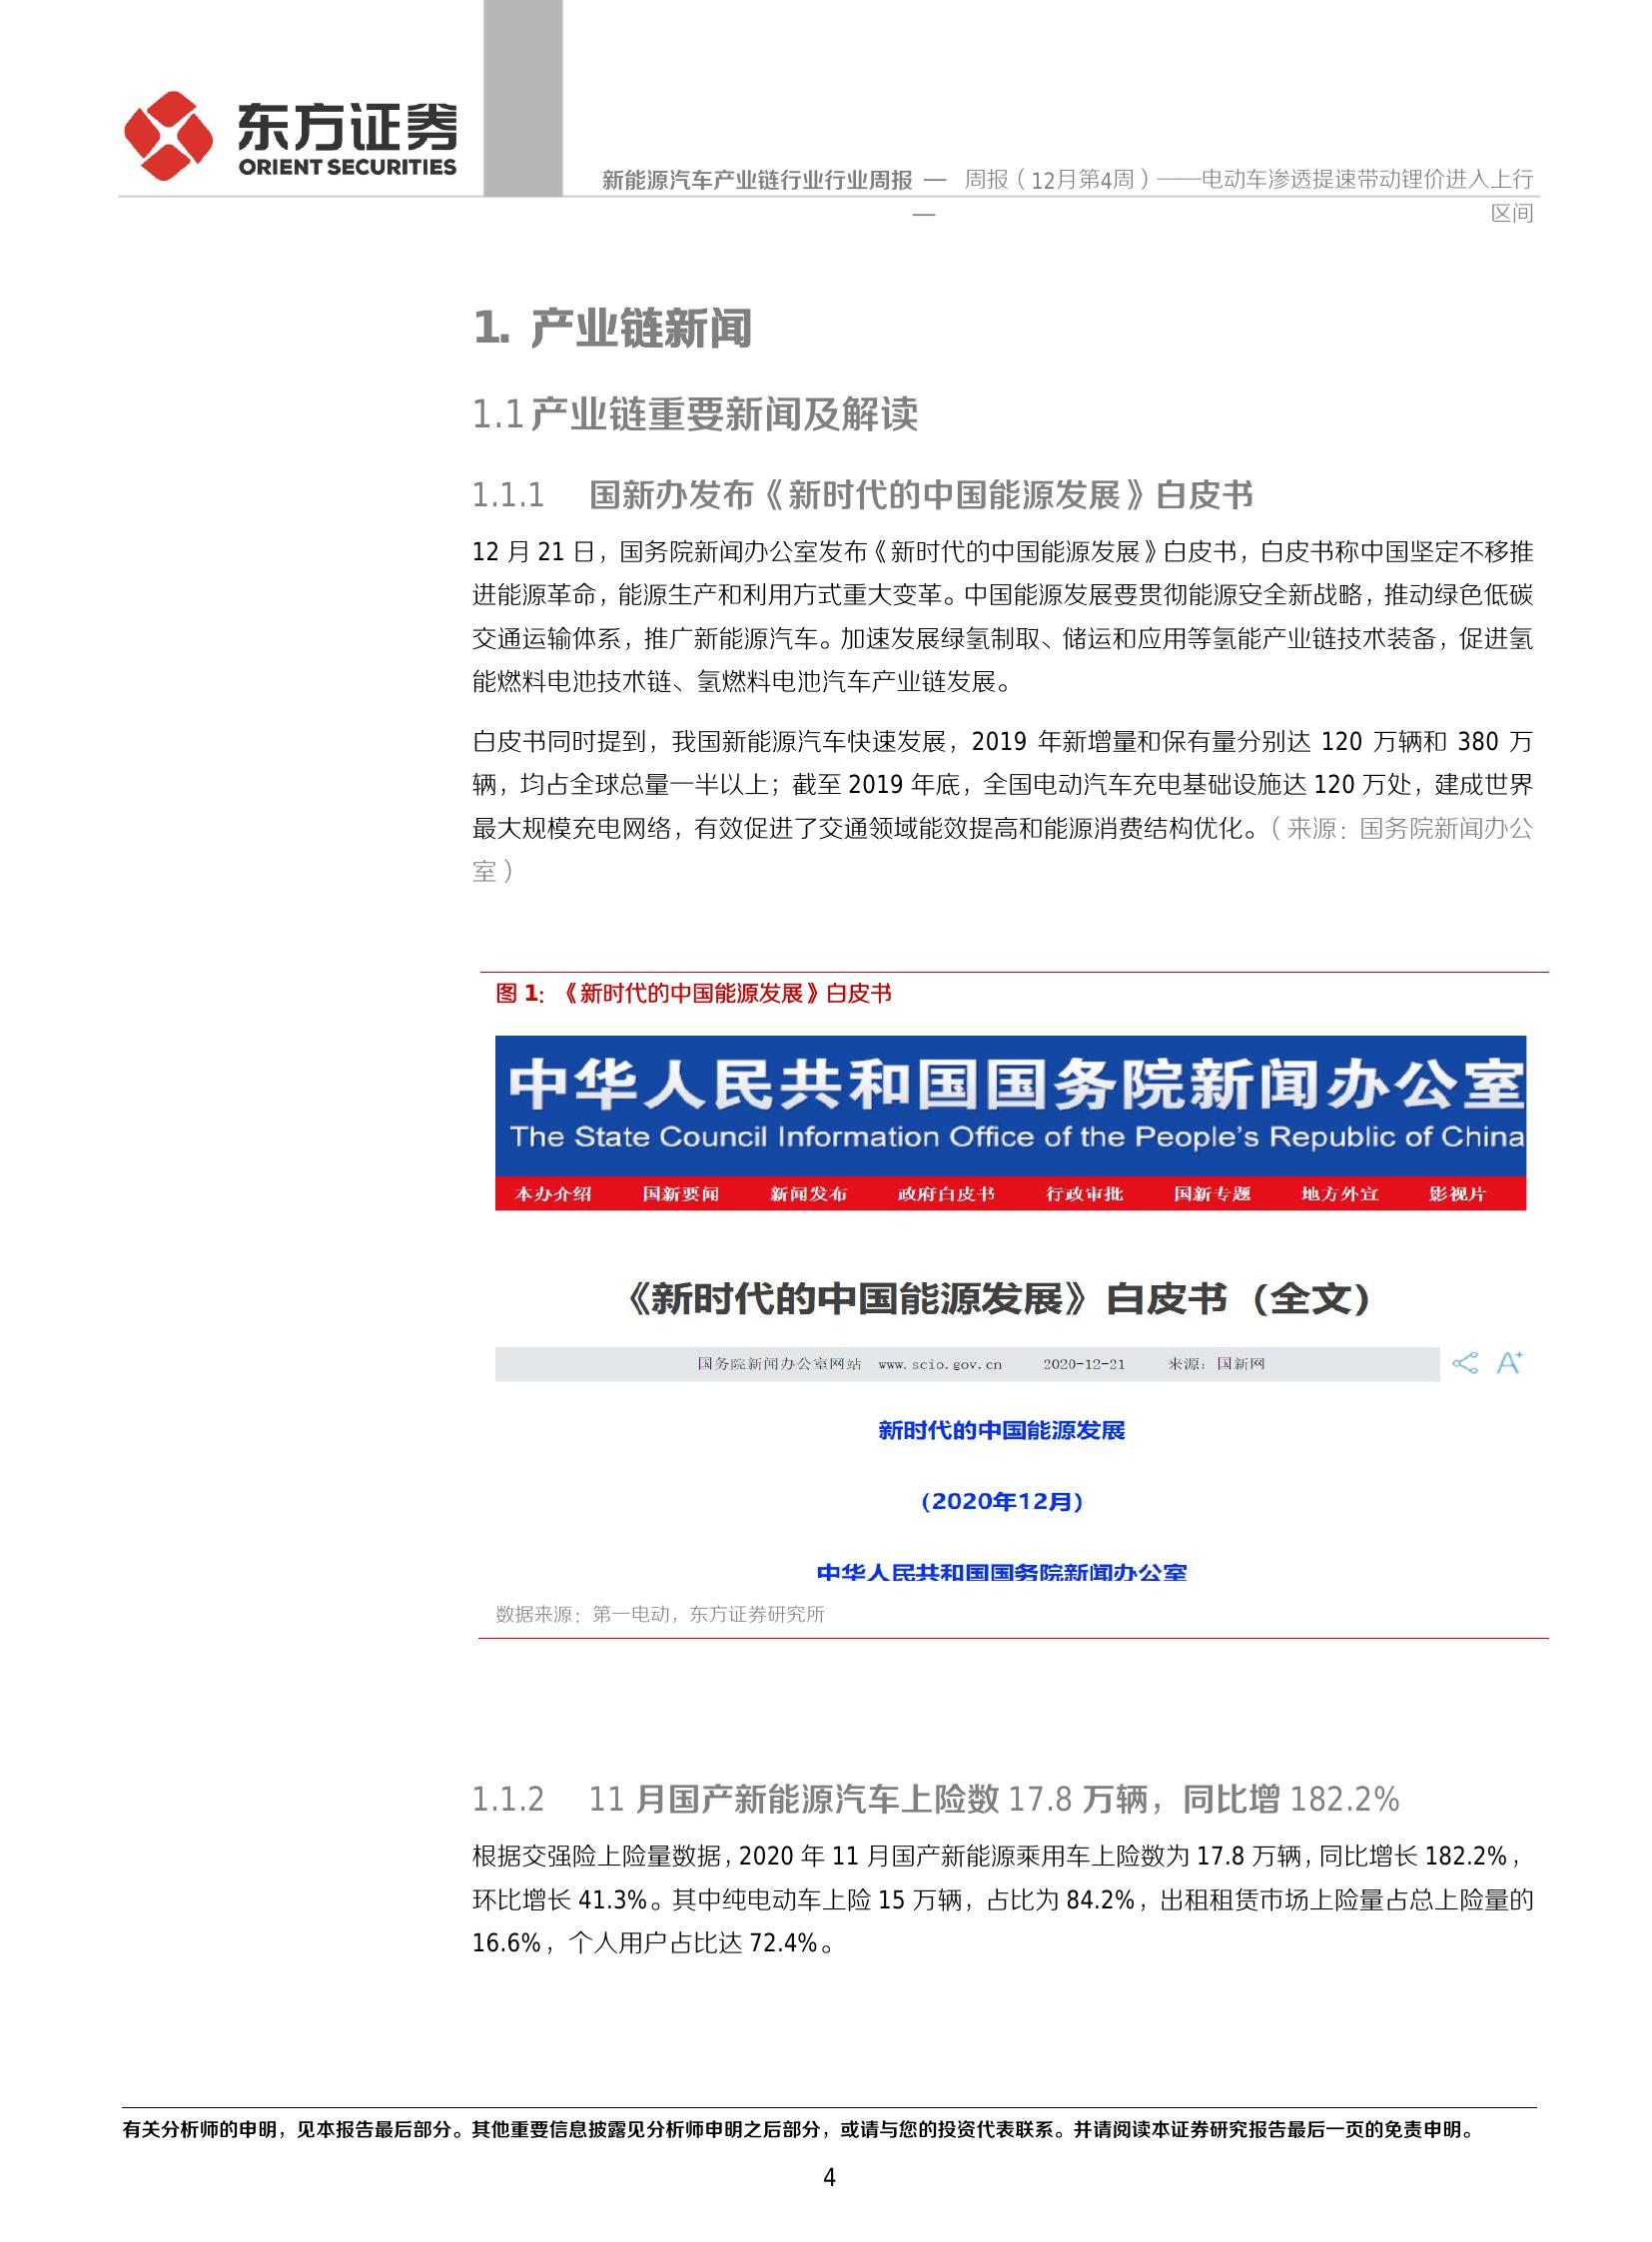 东方证券
ORIENT SECURITIES
新能源汽车产业链行业行业周报 — 周报（12月第4周）——电动车渗透提速带动锂价进入上行
— 区间
1. 产业链新闻
1.1产业链重要新闻及解读
1.1.1 国新办发布《新时代的中国能源发展》白皮书
12 月 21 日，国务院新闻办公室发布《新时代的中国能源发展》白皮书，白皮书称中国坚定不移推
进能源革命，能源生产和利用方式重大变革。中国能源发展要贯彻能源安全新战略，推动绿色低碳
交通运输体系，推广新能源汽车。加速发展绿氢制取、储运和应用等氢能产业链技术装备，促进氢
能燃料电池技术链、氢燃料电池汽车产业链发展。
白皮书同时提到，我国新能源汽车快速发展，2019 年新增量和保有量分别达 120 万辆和 380 万
辆，均占全球总量一半以上；截至 2019 年底，全国电动汽车充电基础设施达 120 万处，建成世界
最大规模充电网络，有效促进了交通领域能效提高和能源消费结构优化。（来源：国务院新闻办公
室）
图 1：《新时代的中国能源发展》白皮书
中华人民共和国国务院新闻办公室
The State Council Information Office of the People's Republic of China
本办介绍 国新要闻 新闻发布 政府白皮书 行政审批 国新专题 地方外宣 影视片
《新时代的中国能源发展》白皮书（全文）
国务院新闻办公室网站 www.scio.gov.cn 2020-12-21 来源：国新网 A+
新时代的中国能源发展
（2020年12月）
中华人民共和国国务院新闻办公室
数据来源：第一电动，东方证券研究所
1.1.2 11 月国产新能源汽车上险数 17.8 万辆，同比增 182.2%
根据交强险上险量数据，2020 年 11 月国产新能源乘用车上险数为 17.8 万辆，同比增长 182.2%，
环比增长 41.3%。其中纯电动车上险 15 万辆，占比为 84.2%，出租租赁市场上险量占总上险量的
16.6%，个人用户占比达 72.4%。
有关分析师的申明，见本报告最后部分。其他重要信息披露见分析师申明之后部分，或请与您的投资代表联系。并请阅读本证券研究报告最后一页的免责申明。
4